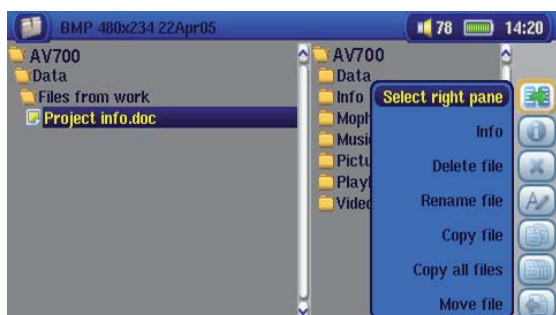 BMP 480x234 22Apr05
78
14:20
AV700
Data
Files from work
Project info.doc
AV700
Data
Info
Select right pane
Info
Delete file
Rename file
Copy file
Copy all files
Move file